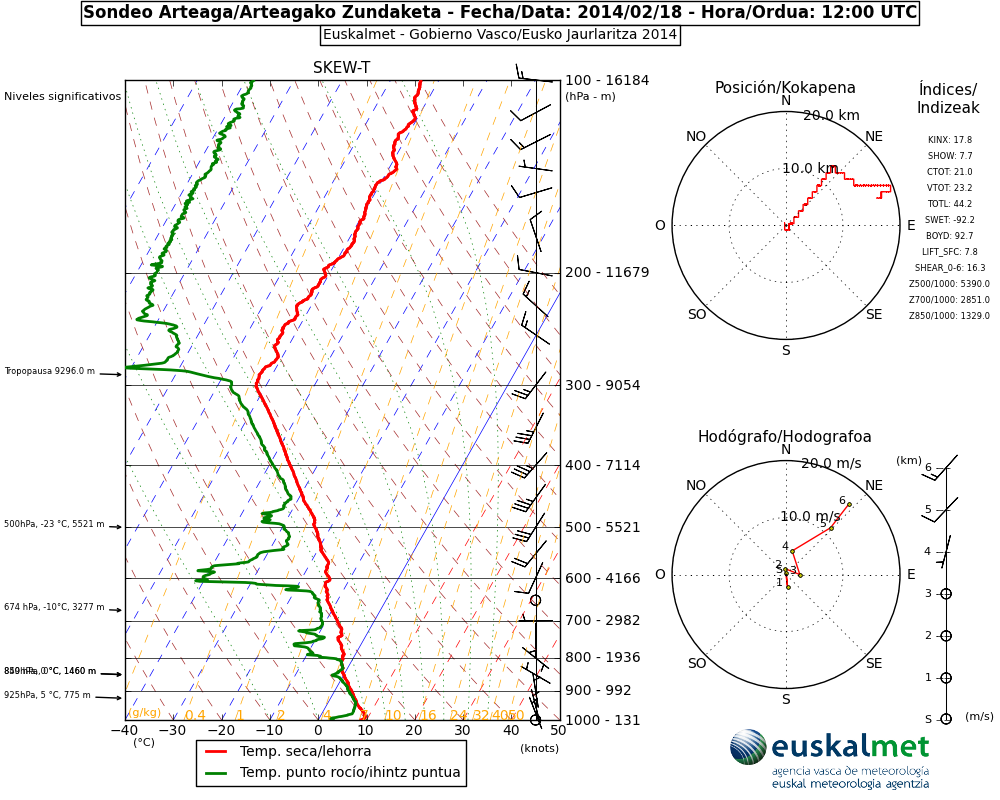 Sondeo Arteaga/Arteagako Zundaketa - Fecha/Data: 2014/02/18 - Hora/Ordua: 12:00 UTC
Euskalmet - Gobierno Vasco/Eusko Jaurlaritza 2014
SKEW-T
Niveles significativos
(hPa - m)
100 - 16184
200 - 11679
300 - 9054
400 - 7114
500 - 5521
600 - 4166
700 - 2982
800 - 1936
900 - 992
1000 - 131
Tropopausa 9296.0 m
500hPa, -23 °C, 5521 m
674 hPa, -10°C, 3277 m
0°C, 1460 m
925hPa, 5 °C, 775 m
(g/kg) 0.4 1 2 4 10 16 24 32 40 50
−40 −30 −20 −10 0 10 20 30 40 50
(°C)
(knots)
Temp. seca/lehorra
Temp. punto rocío/ihintz puntua
Posición/Kokapena
N
20.0 km
NO
NE
10.0 km
O
E
SO
SE
S
Índices/
Indizeak
KINX: 17.8
SHOW: 7.7
CTOT: 21.0
VTOT: 23.2
TOTL: 44.2
SWET: -92.2
BOYD: 92.7
LIFT_SFC: 7.8
SHEAR_0-6: 16.3
Z500/1000: 5390.0
Z700/1000: 2851.0
Z850/1000: 1329.0
Hodógrafo/Hodografoa
N
20.0 m/s
NO
NE
10.0 m/s
O
E
SO
SE
S
6
5
4
3
2
S
1
(km)
6
5
4
3
2
1
S
(m/s)
euskalmet
agencia vasca de meteorología
euskal meteorologia agentzia